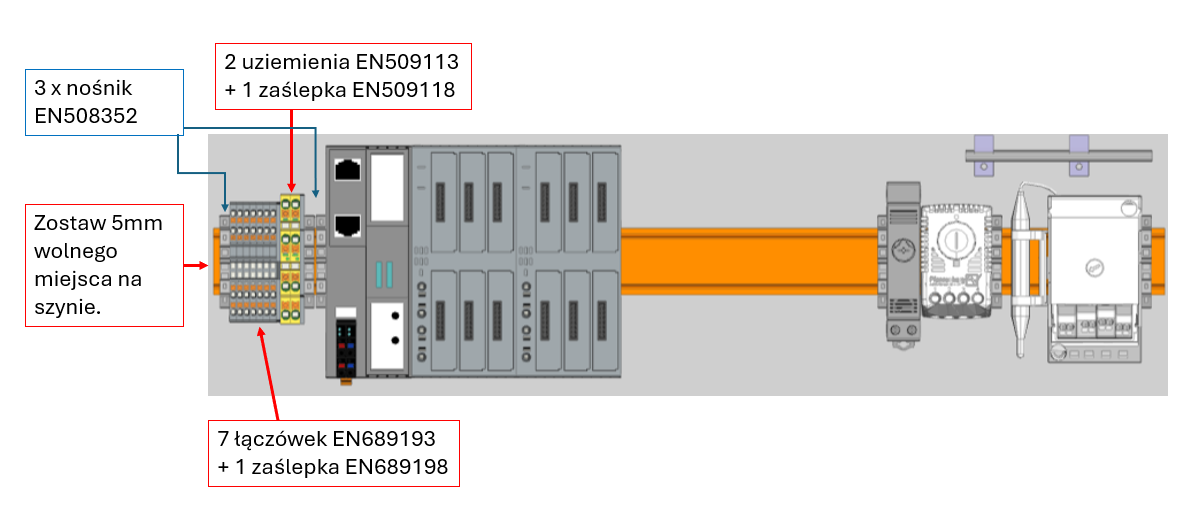 2 uziemienia EN509113
+ 1 zaślepka EN509118
3 x nośnik
EN508352
Zostaw 5mm
wolnego
miejsca na
szynie.
7 łączówek EN689193
+ 1 zaślepka EN689198